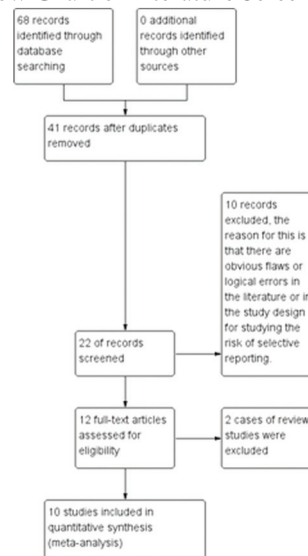 68 records
identified through
database
searching
0 additional
records identified
through other
sources
41 records after duplicates
removed
10 records
excluded, the
reason for this is
that there are
obvious flaws or
logical errors in
the literature or in
the study design
for studying the
risk of selective
reporting.
22 of records
screened
12 full-text articles
assessed for
eligibility
2 cases of review
studies were
excluded
10 studies included in
quantitative synthesis
(meta-analysis)